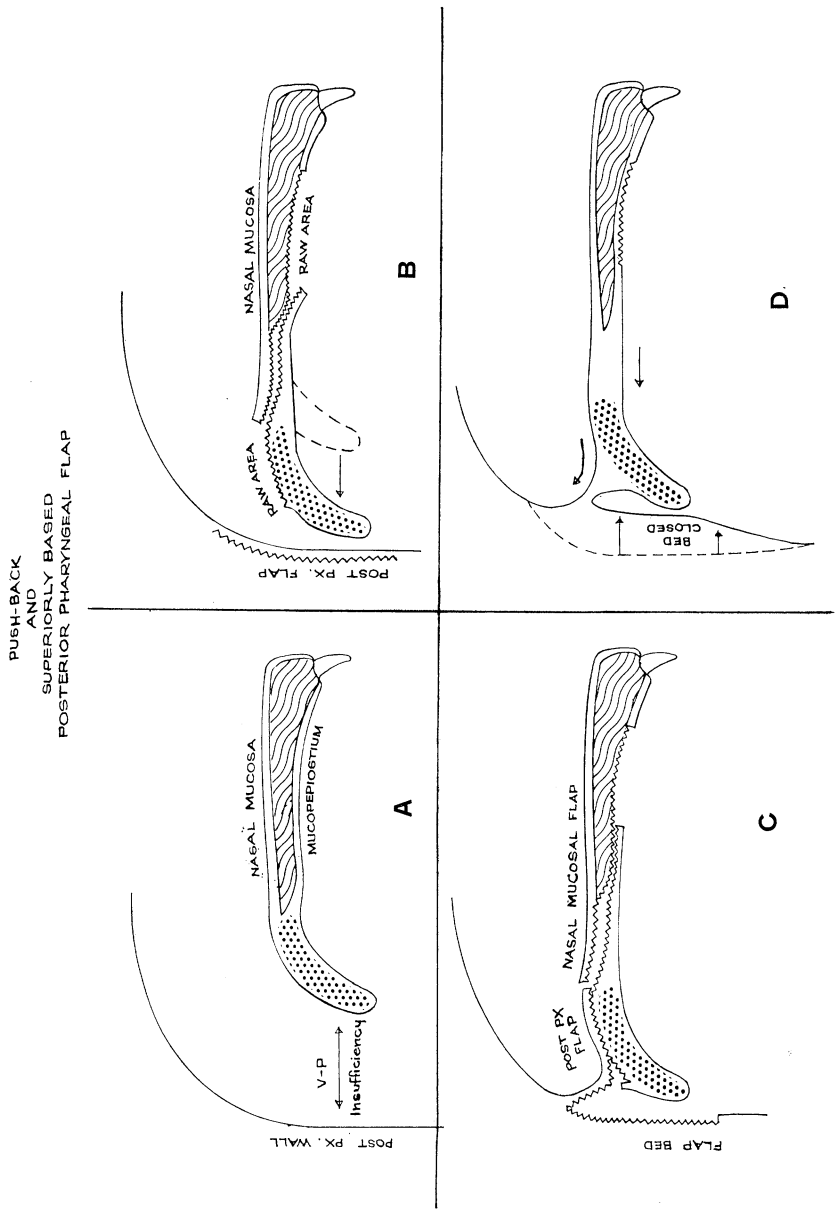 PUSH-BACK
AND
SUPERIORLY BASED
POSTERIOR PHARYNGEAL FLAP
NASAL MUCOSA
MUCOPEPIOSTIUM
V-P
Insufficiency
POST PX. WALL
A
NASAL MUCOSA
RAW AREA
RAW AREA
POST PX. FLAP
B
NASAL MUCOSAL FLAP
POST PX
FLAP
FLAP BED
C
BED
CLOSED
D.